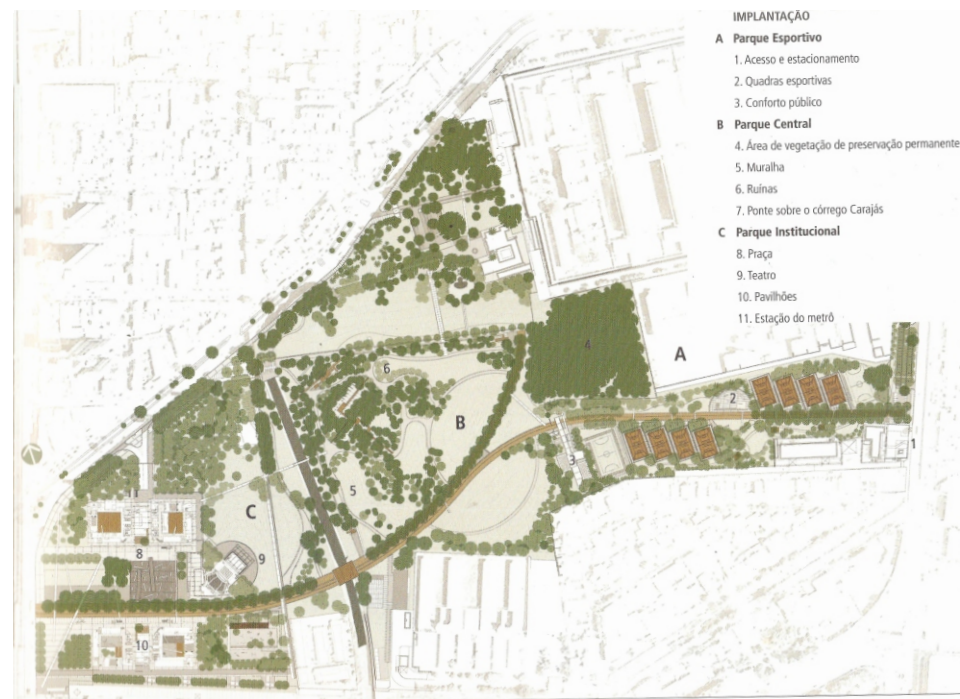 IMPLANTAÇÃO
A Parque Esportivo
1. Acesso e estacionamento
2. Quadras esportivas
3. Conforto público
B Parque Central
4. Área de vegetação de preservação permanente
5. Muralha
6. Ruínas
7. Ponte sobre o córrego Carajás
C Parque Institucional
8. Praça
9. Teatro
10. Pavilhões
11. Estação do metrô
4
A
6
2
B
1
3
5
11
C
8
9
10